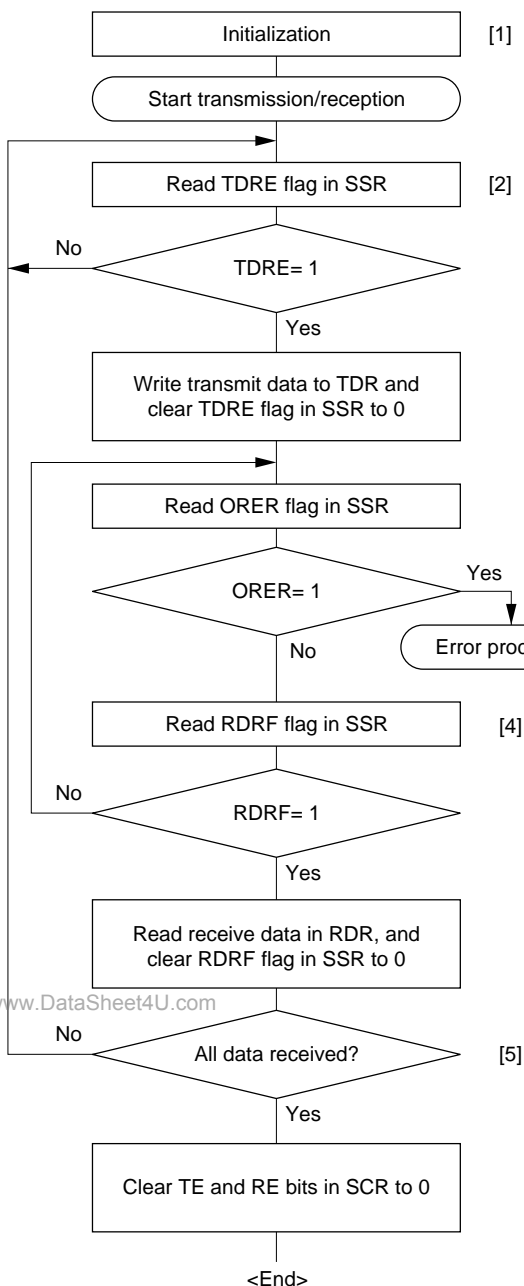 Initialization
[1]
Start transmission/reception
Read TDRE flag in SSR
[2]
No
TDRE= 1
Yes
Write transmit data to TDR and
clear TDRE flag in SSR to 0
Read ORER flag in SSR
Yes
ORER= 1
No
Error
Read RDRF flag in SSR
[4]
No
RDRF= 1
Yes
Read receive data in RDR, and
clear RDRF flag in SSR to 0
www.DataSheet4U.com
No
All data received?
[5]
Yes
Clear TE and RE bits in SCR to 0
<End>